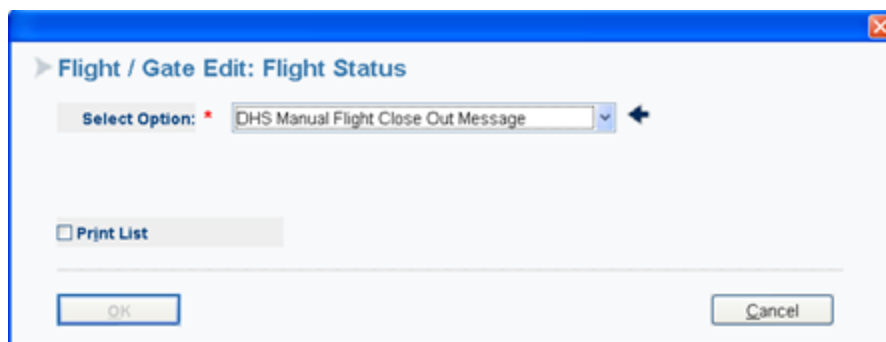 Flight / Gate Edit: Flight Status
Select Option: * DHS Manual Flight Close Out Message
Print List
OK Cancel